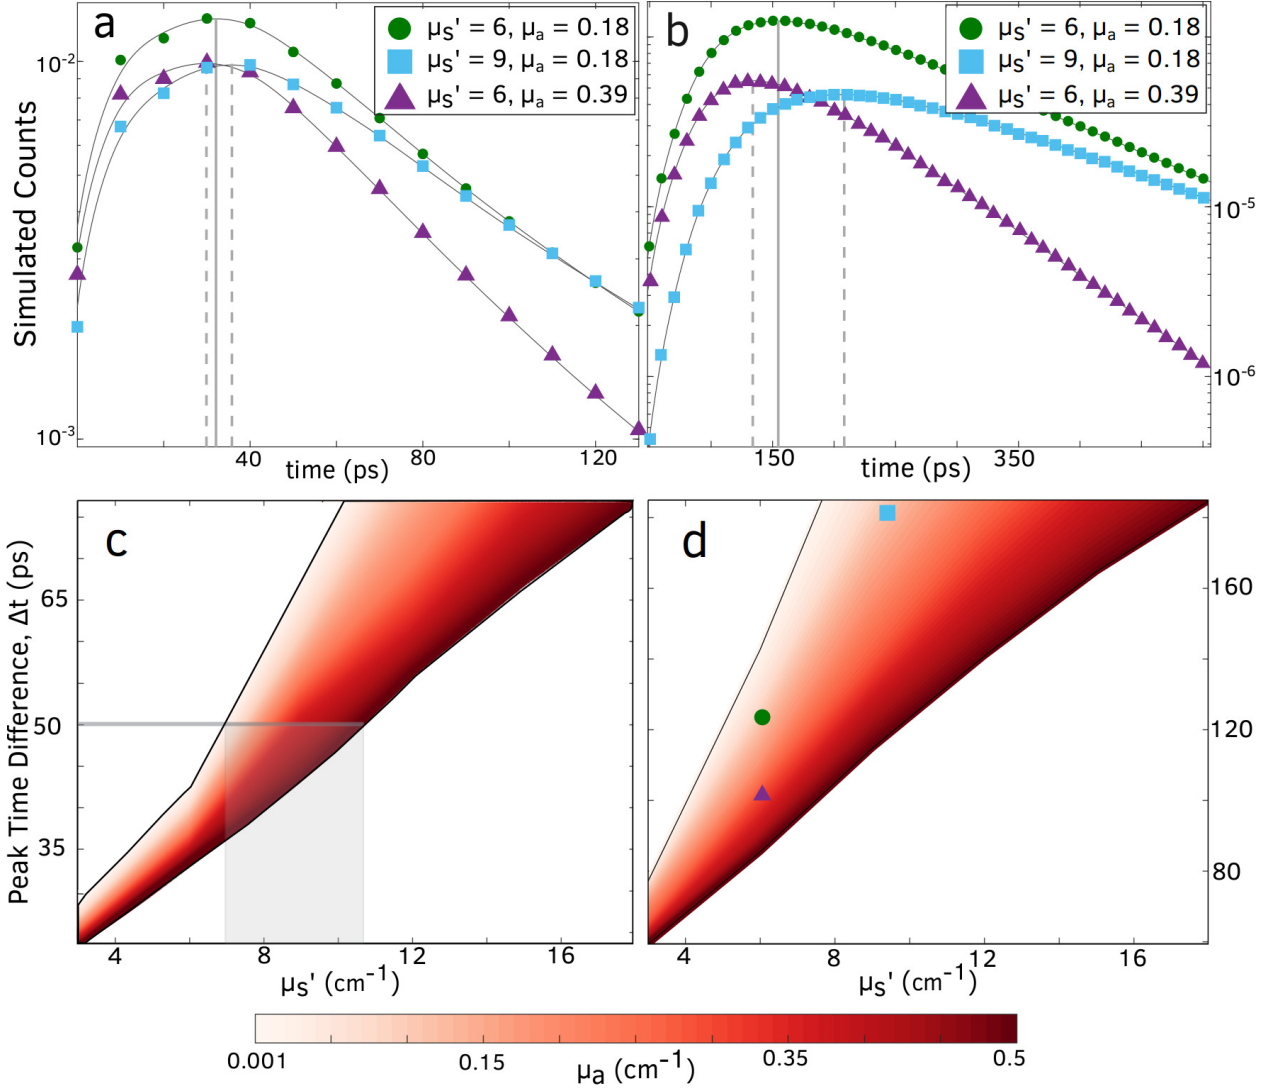 a
μs' = 6, μa = 0.18
μs' = 9, μa = 0.18
μs' = 6, μa = 0.39
10-2
10-3
Simulated Counts
40
80
120
time (ps)
b
μs' = 6, μa = 0.18
μs' = 9, μa = 0.18
μs' = 6, μa = 0.39
10-5
10-6
150
350
time (ps)
c
Peak Time Difference, Δt (ps)
65
50
35
4
8
12
16
μs' (cm-1)
d
160
120
80
4
8
12
16
μs' (cm-1)
0.001
0.15
0.35
0.5
μa (cm-1)